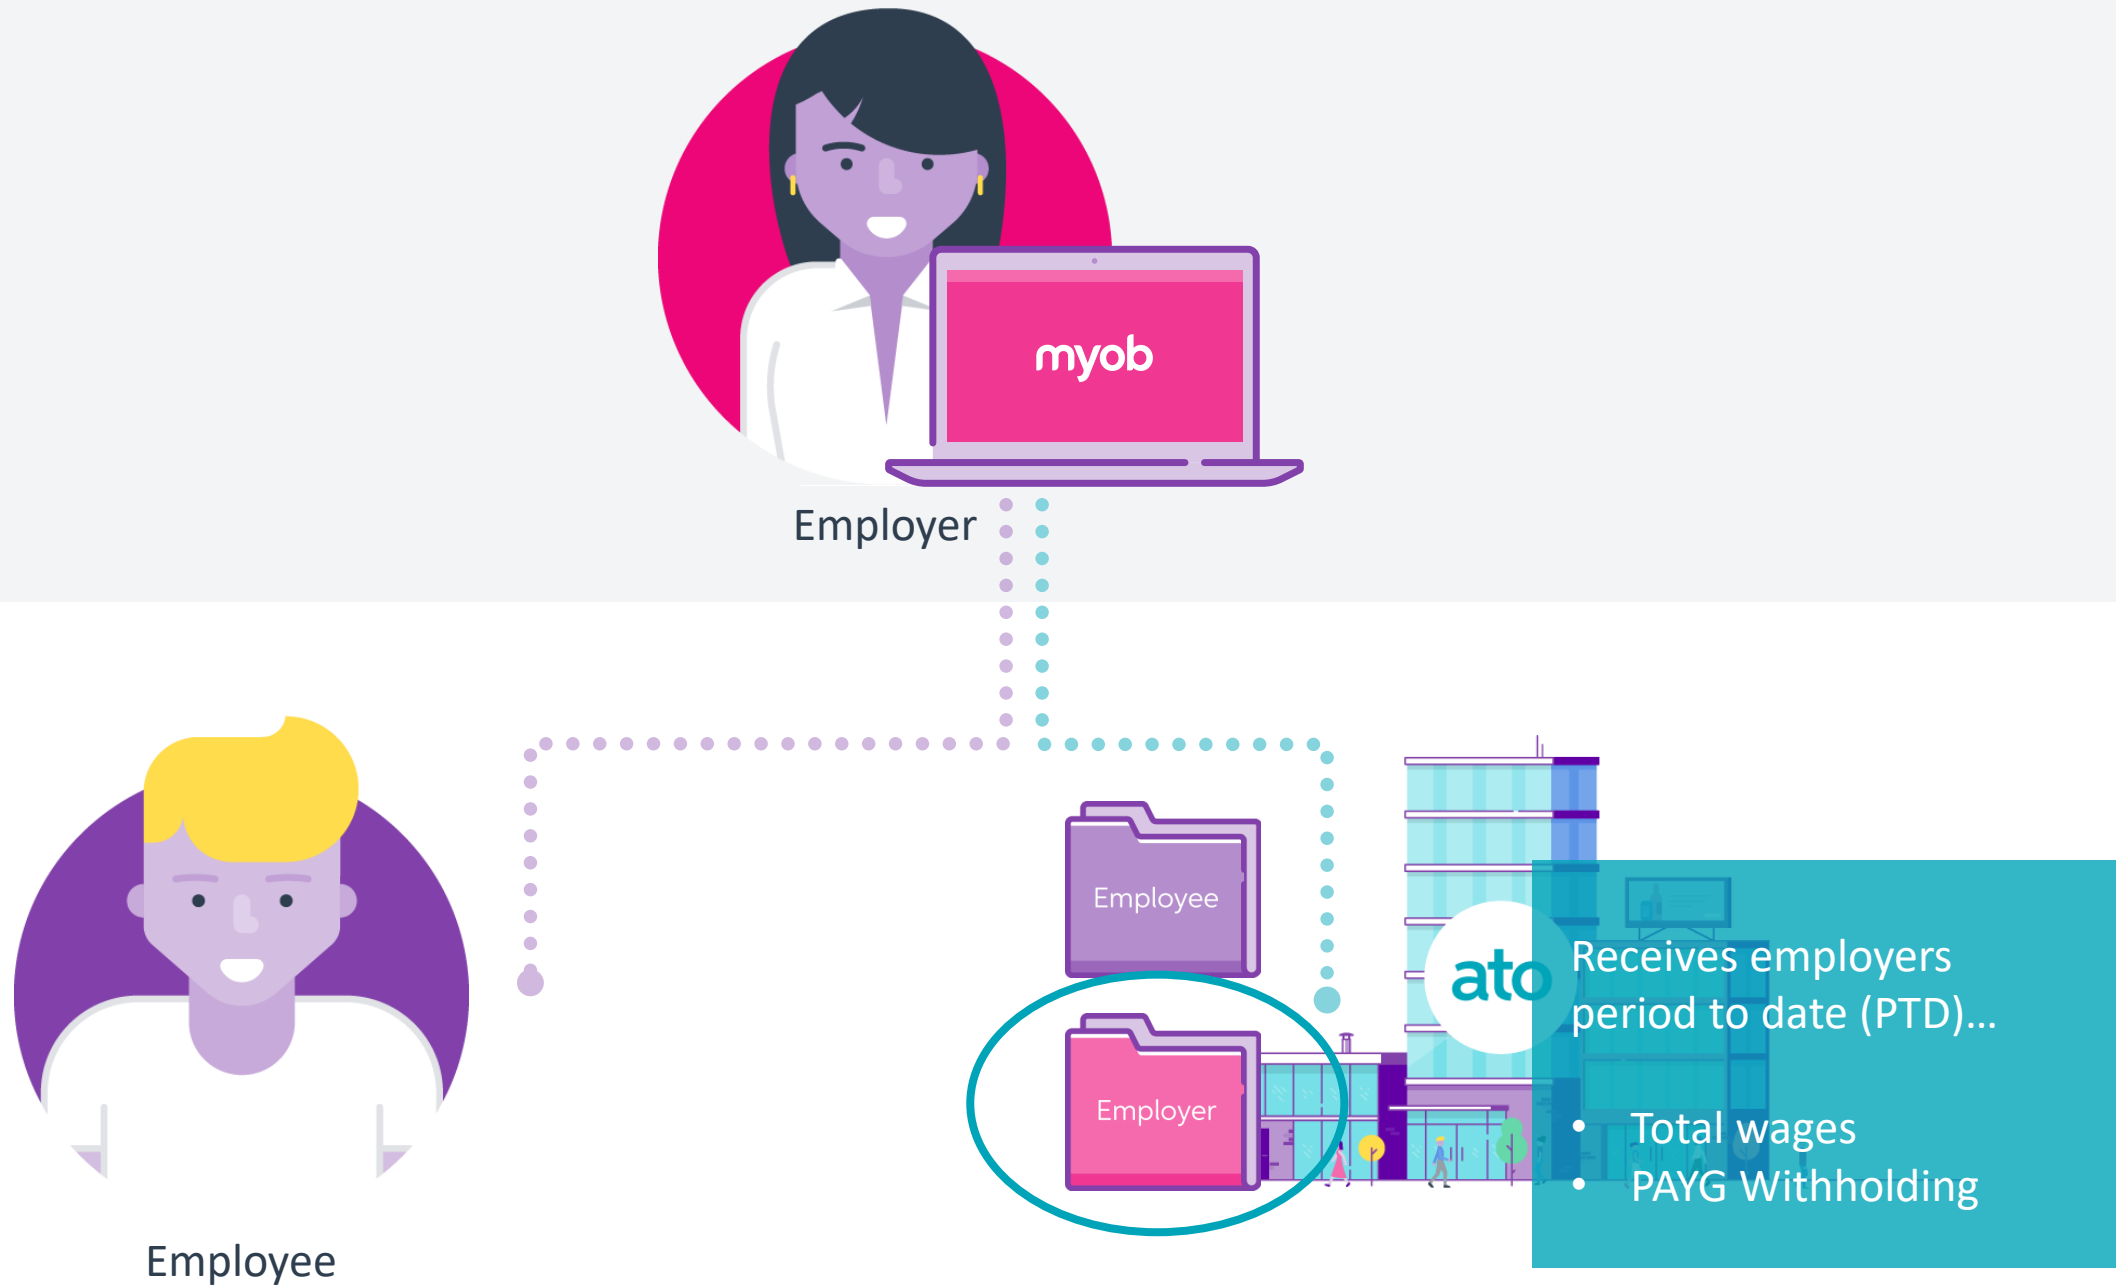 myob
Employer
Employee
ato
Receives employers
period to date (PTD)...
Employer
• Total wages
• PAYG Withholding
Employee